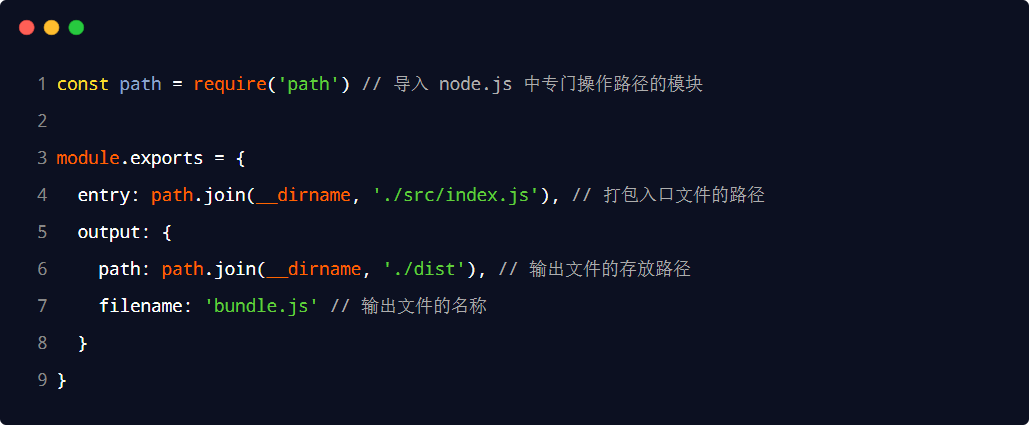 1 const path = require('path') // 导入 node.js 中专门操作路径的模块
2
3 module.exports = {
4   entry: path.join(__dirname, './src/index.js'), // 打包入口文件的路径
5   output: {
6     path: path.join(__dirname, './dist'), // 输出文件的存放路径
7     filename: 'bundle.js' // 输出文件的名称
8   }
9 }